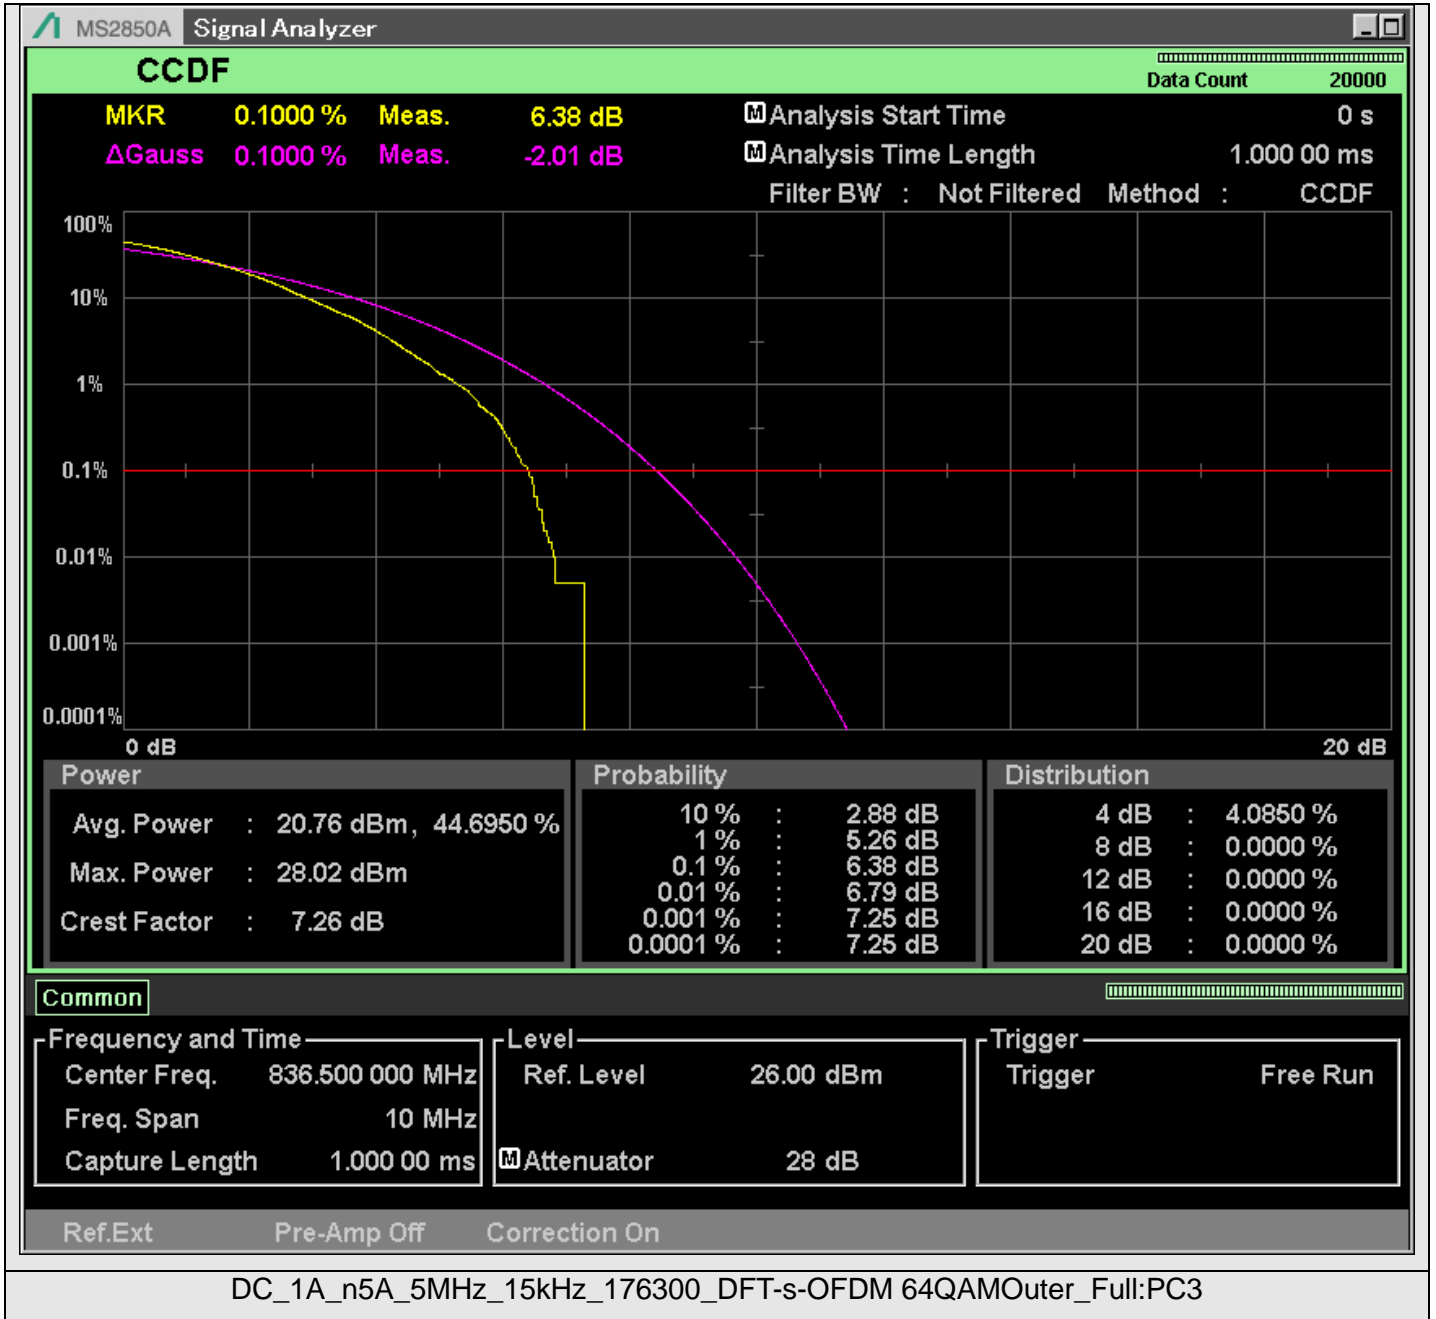 MS2850A Signal Analyzer
CCDF
Data Count 20000
MKR 0.1000 % Meas. 6.38 dB
M Analysis Start Time 0 s
ΔGauss 0.1000 % Meas. -2.01 dB
M Analysis Time Length 1.000 00 ms
Filter BW : Not Filtered Method : CCDF
100%
10%
1%
0.1%
0.01%
0.001%
0.0001%
0 dB 20 dB
Power
Avg. Power : 20.76 dBm, 44.6950 %
Max. Power : 28.02 dBm
Crest Factor : 7.26 dB
Probability
10 % : 2.88 dB
1 % : 5.26 dB
0.1 % : 6.38 dB
0.01 % : 6.79 dB
0.001 % : 7.25 dB
0.0001 % : 7.25 dB
Distribution
4 dB : 4.0850 %
8 dB : 0.0000 %
12 dB : 0.0000 %
16 dB : 0.0000 %
20 dB : 0.0000 %
Common
Frequency and Time
Center Freq. 836.500 000 MHz
Freq. Span 10 MHz
Capture Length 1.000 00 ms
Level
Ref. Level 26.00 dBm
M Attenuator 28 dB
Trigger
Trigger Free Run
Ref.Ext Pre-Amp Off Correction On
DC_1A_n5A_5MHz_15kHz_176300_DFT-s-OFDM 64QAMOuter_Full:PC3